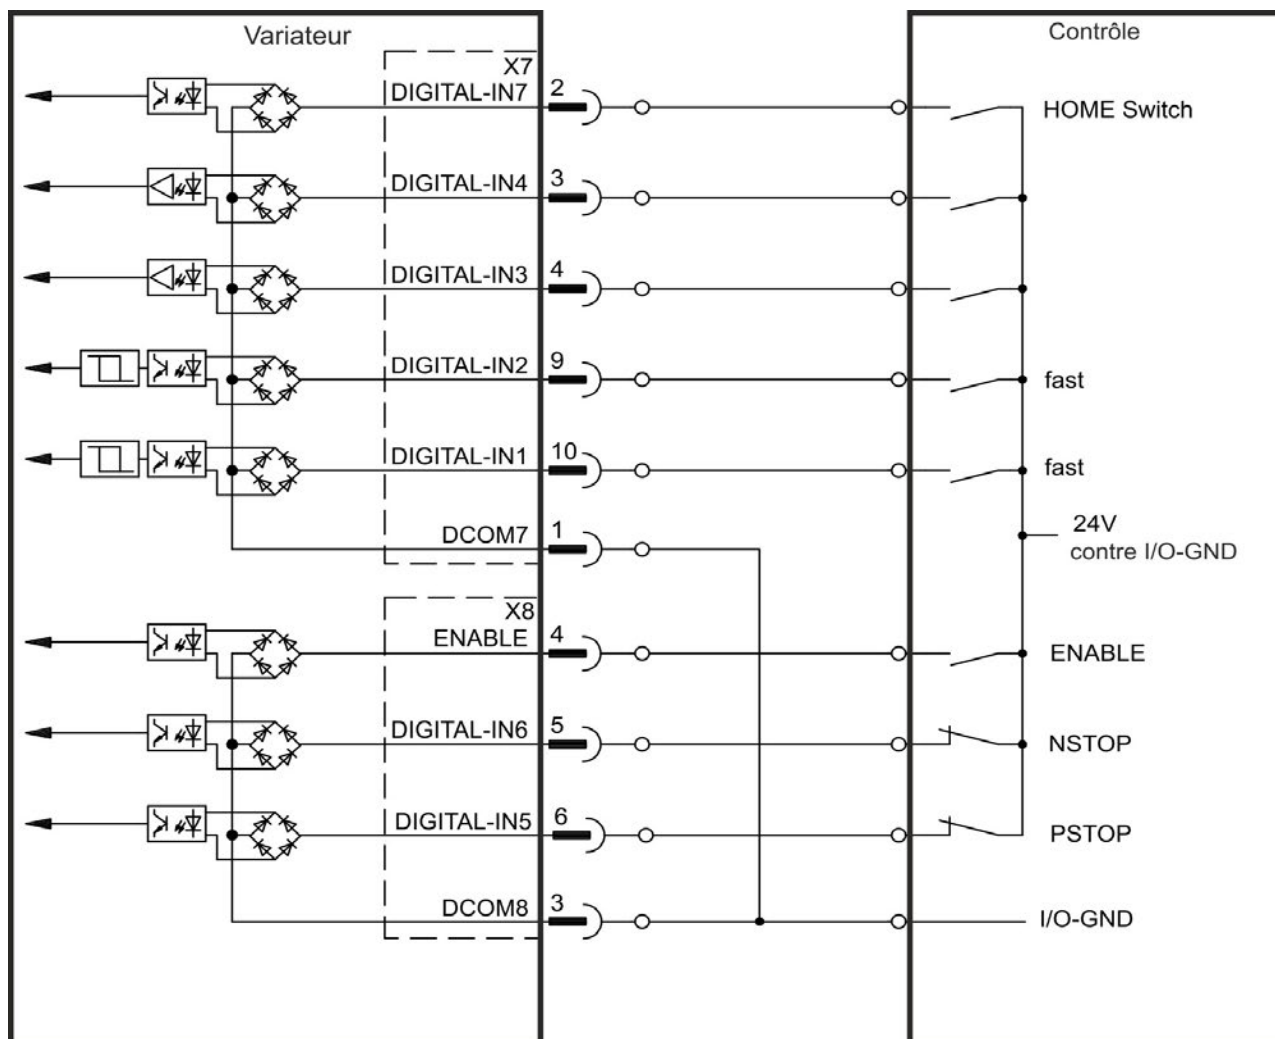 Variateur
Contrôle
X7
DIGITAL-IN7 2 HOME Switch
DIGITAL-IN4 3
DIGITAL-IN3 4
DIGITAL-IN2 9 fast
DIGITAL-IN1 10 fast
DCOM7 1
24V
contre I/O-GND
X8
ENABLE 4 ENABLE
DIGITAL-IN6 5 NSTOP
DIGITAL-IN5 6 PSTOP
DCOM8 3 I/O-GND